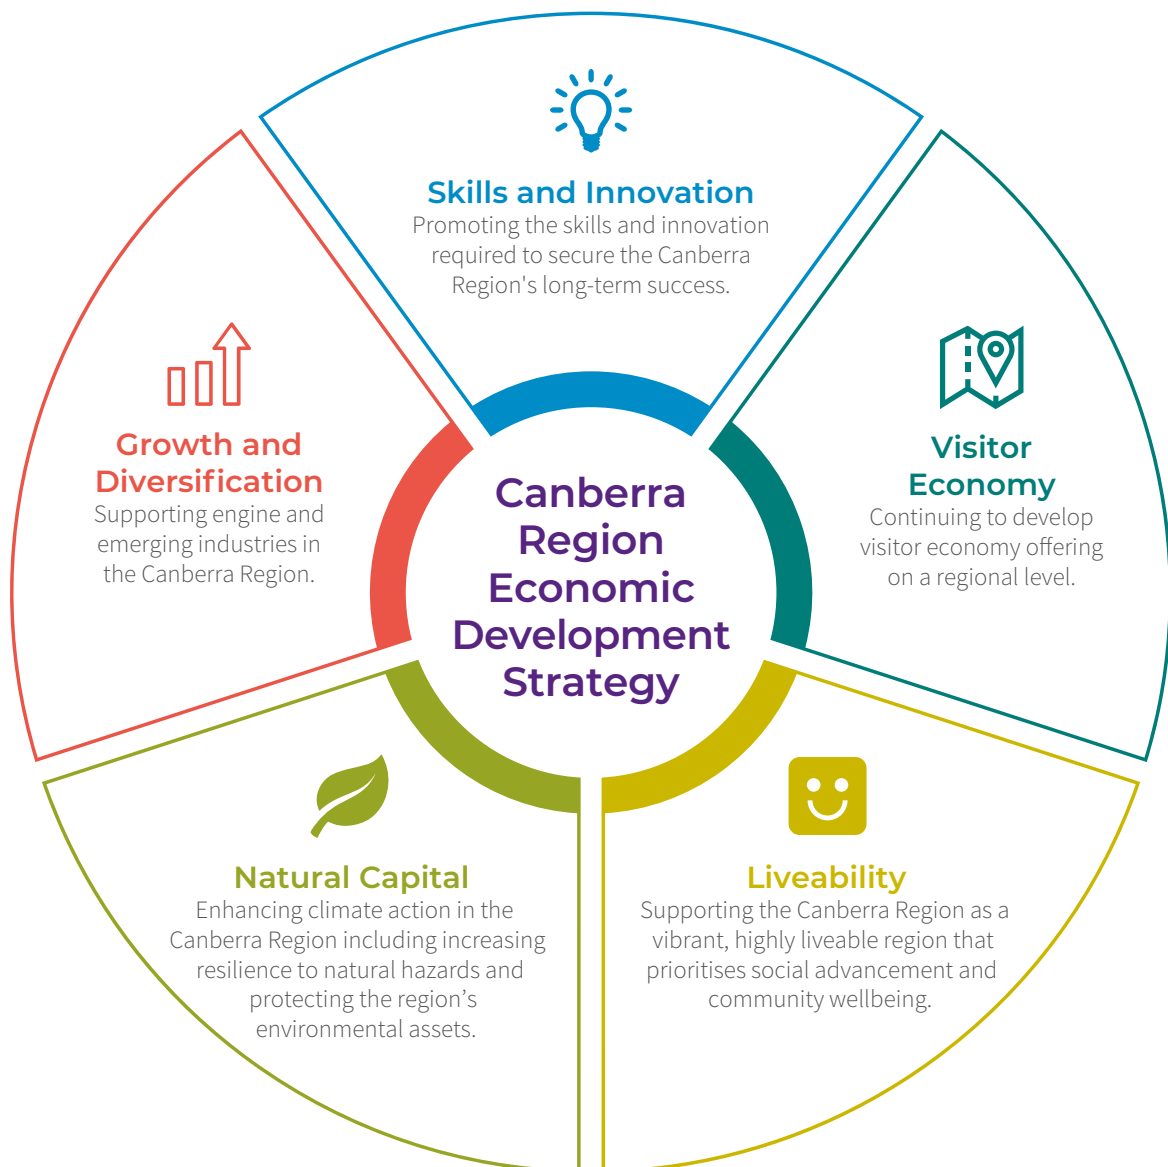 Skills and Innovation
Promoting the skills and innovation
required to secure the Canberra
Region's long-term success.
Growth and
Diversification
Supporting engine and
emerging industries in
the Canberra Region.
Canberra
Region
Economic
Development
Strategy
Visitor
Economy
Continuing to develop
visitor economy offering
on a regional level.
Natural Capital
Enhancing climate action in the
Canberra Region including increasing
resilience to natural hazards and
protecting the region’s
environmental assets.
Liveability
Supporting the Canberra Region as a
vibrant, highly liveable region that
prioritises social advancement and
community wellbeing.